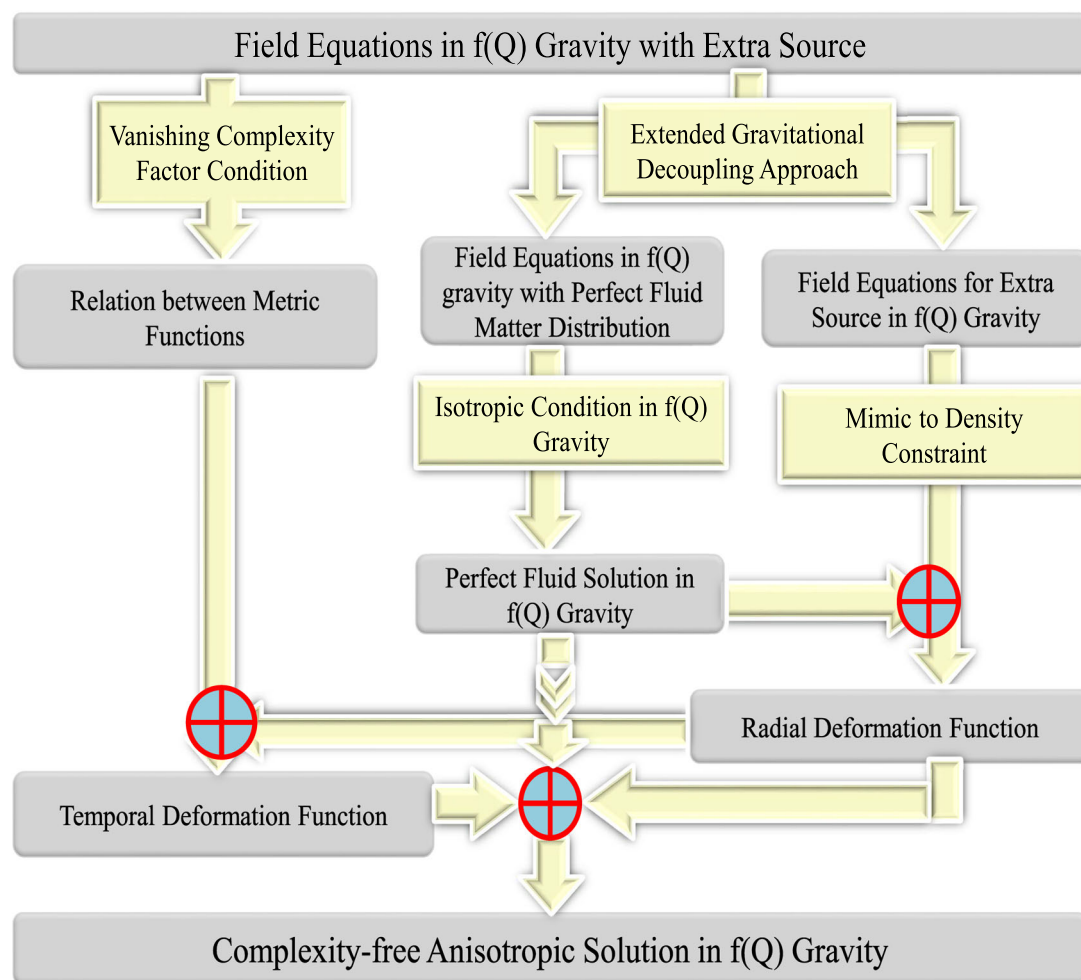 Field Equations in f(Q) Gravity with Extra Source
Vanishing Complexity
Factor Condition
Extended Gravitational
Decoupling Approach
Relation between Metric
Functions
Field Equations in f(Q)
gravity with Perfect Fluid
Matter Distribution
Field Equations for Extra
Source in f(Q) Gravity
Isotropic Condition in f(Q)
Gravity
Mimic to Density
Constraint
Perfect Fluid Solution in
f(Q) Gravity
Radial Deformation Function
Temporal Deformation Function
Complexity-free Anisotropic Solution in f(Q) Gravity